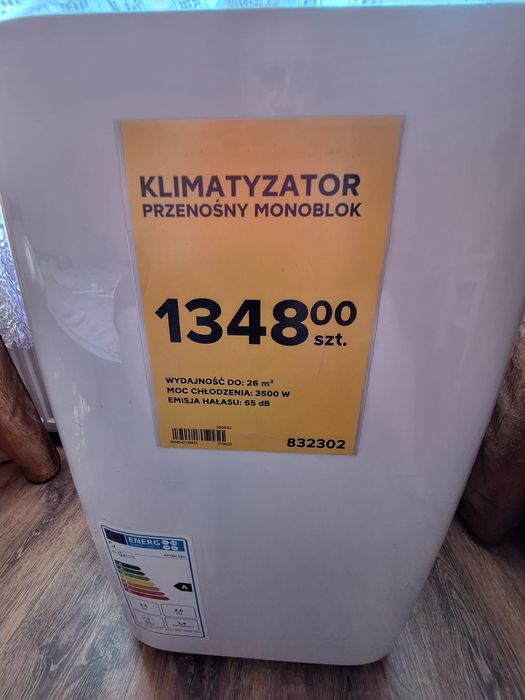 KLIMATYZATOR
PRZENOŚNY MONOBLOK
1348 00
szt.
WYDAJNOŚĆ DO: 26 m²
MOC CHŁODZENIA: 3500 W
EMISJA HAŁASU: 65 dB
832302
ENERG
A